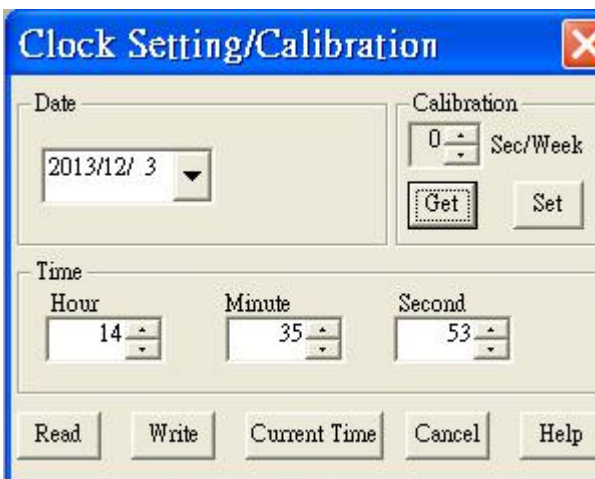 Clock Setting/Calibration
Date
2013/12/ 3
Calibration
0 Sec/Week
Get Set
Time
Hour Minute Second
14 35 53
Read Write Current Time Cancel Help